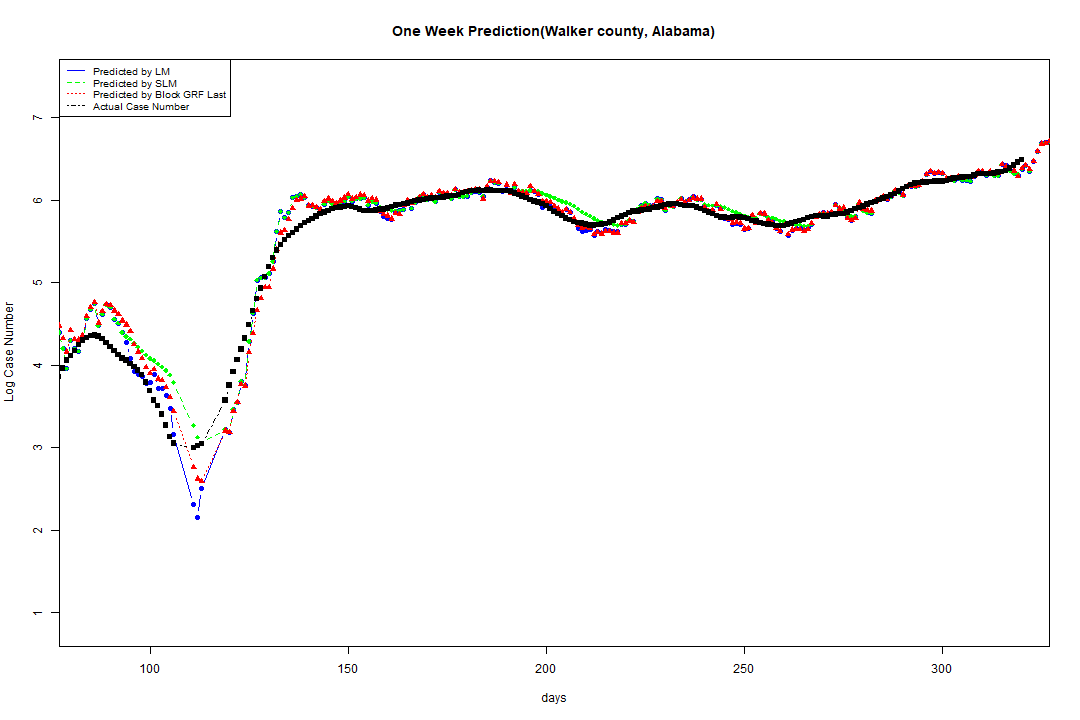 One Week Prediction(Walker county, Alabama)
Predicted by LM
Predicted by SLM
Predicted by Block GRF Last
Actual Case Number
7
6
5
4
3
2
1
Log Case Number
100 150 200 250 300
days